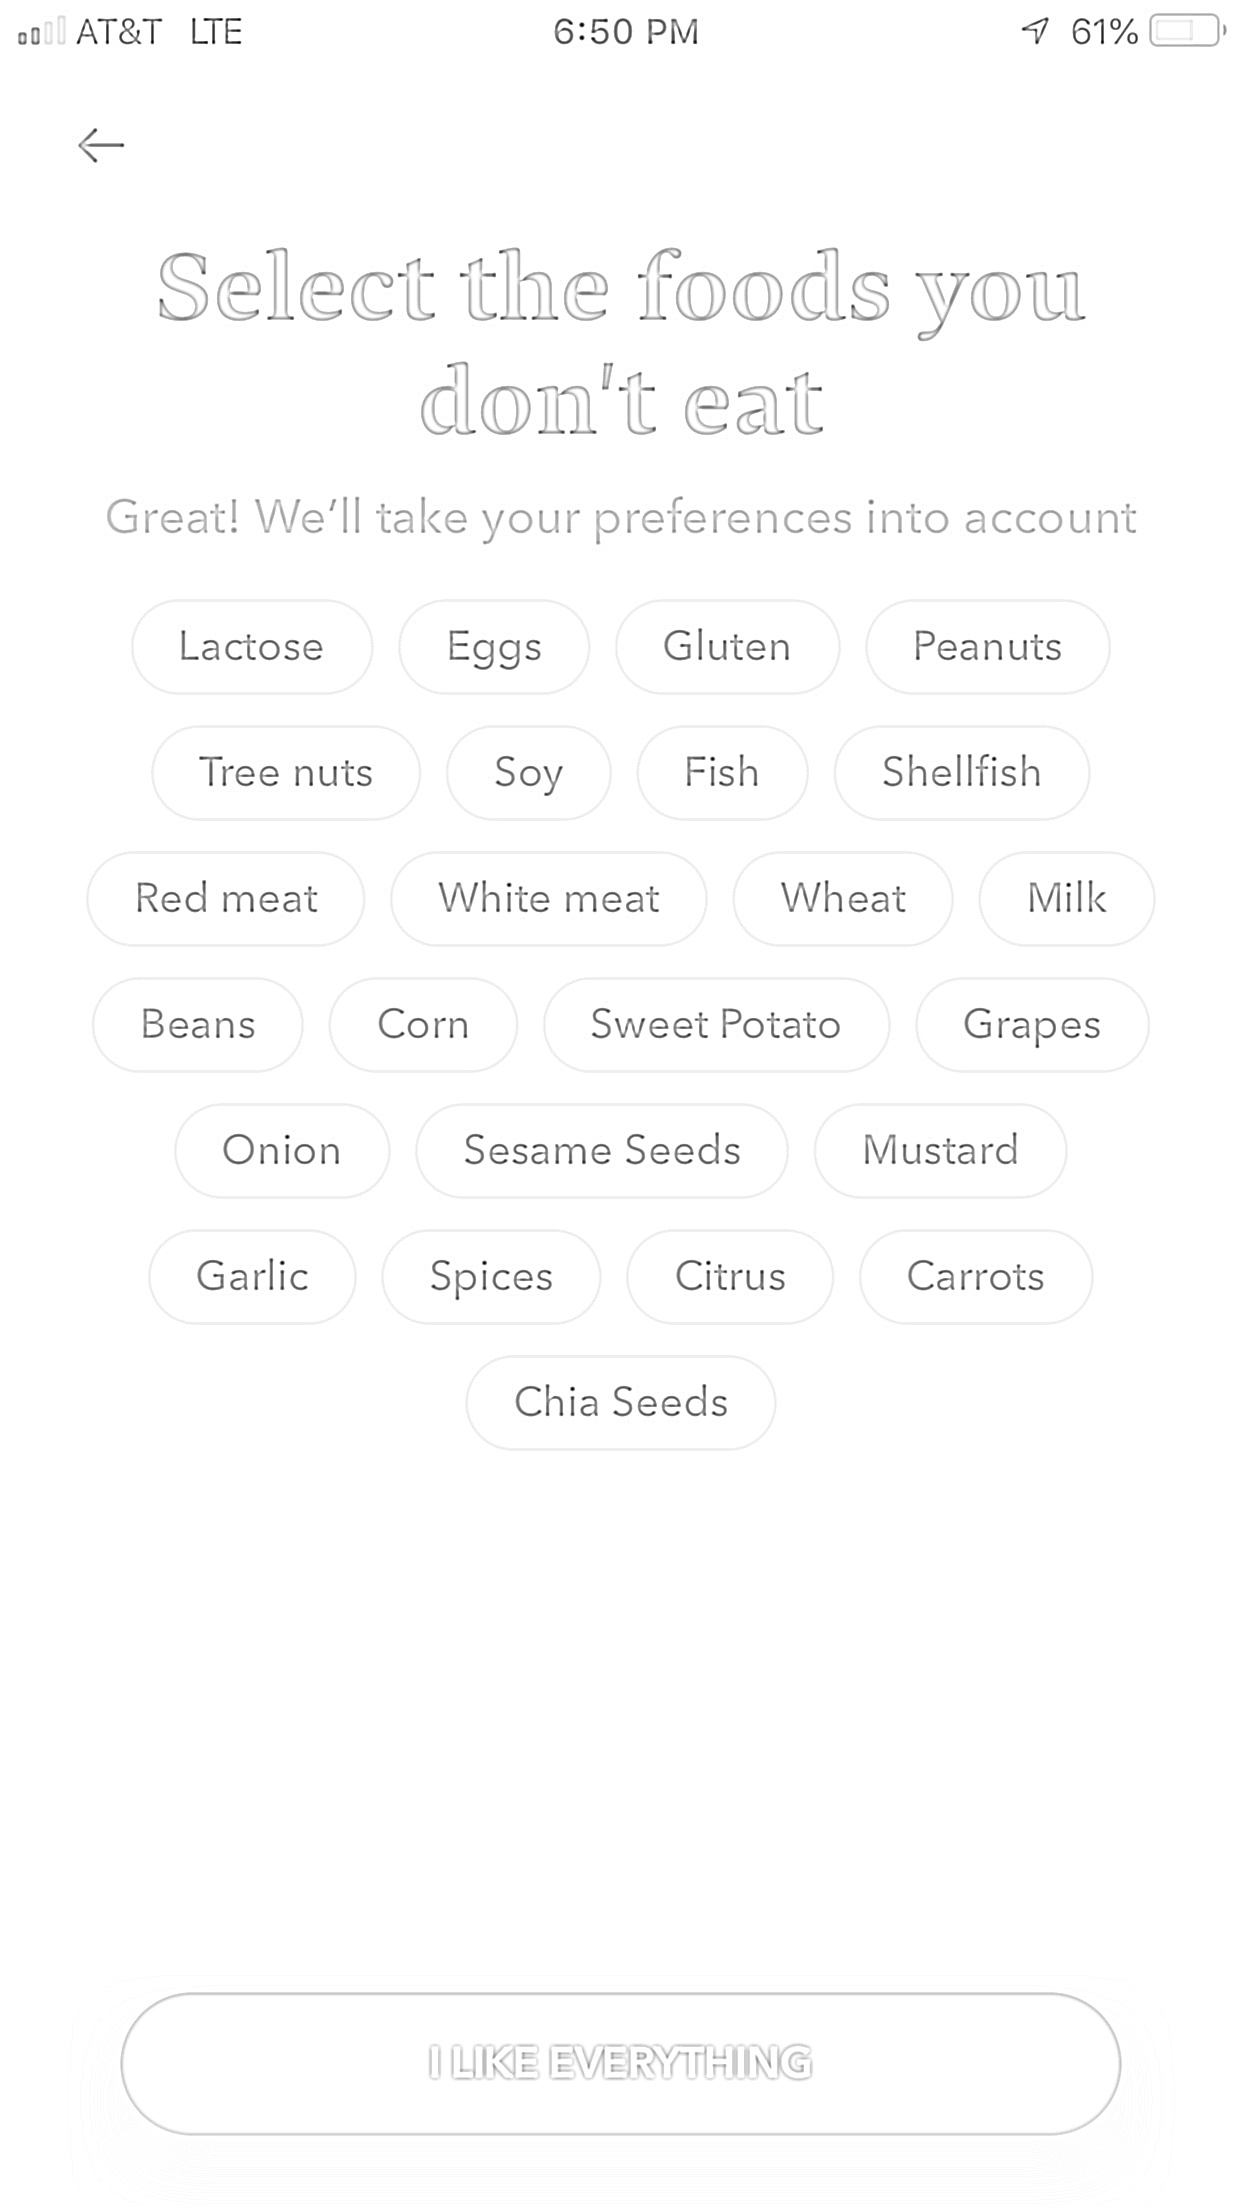 AT&T LTE 6:50 PM 61%
Select the foods you
don't eat
Great! We’ll take your preferences into account
Lactose Eggs Gluten Peanuts
Tree nuts Soy Fish Shellfish
Red meat White meat Wheat Milk
Beans Corn Sweet Potato Grapes
Onion Sesame Seeds Mustard
Garlic Spices Citrus Carrots
Chia Seeds
I LIKE EVERYTHING